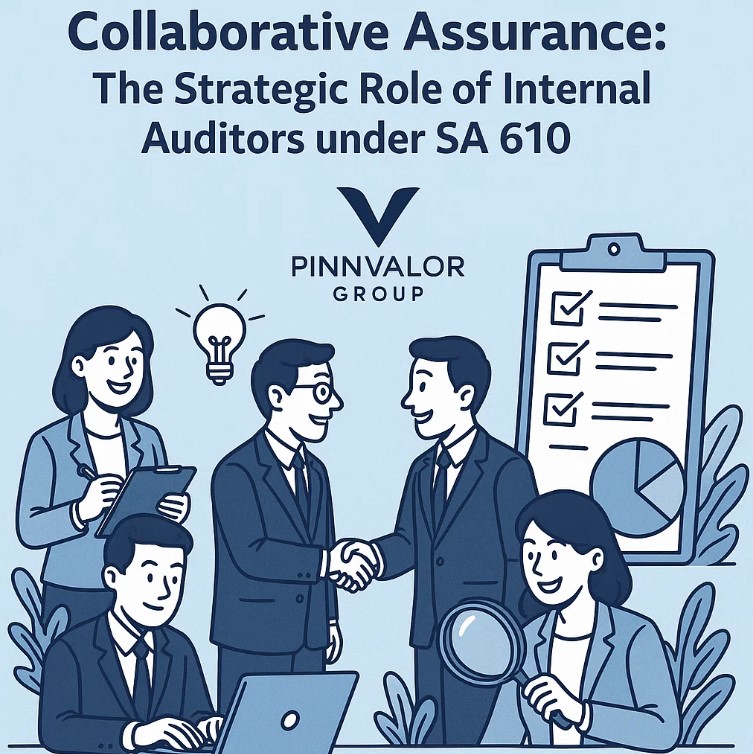 Collaborative Assurance:
The Strategic Role of Internal
Auditors under SA 610
PINNVALOR
GROUP